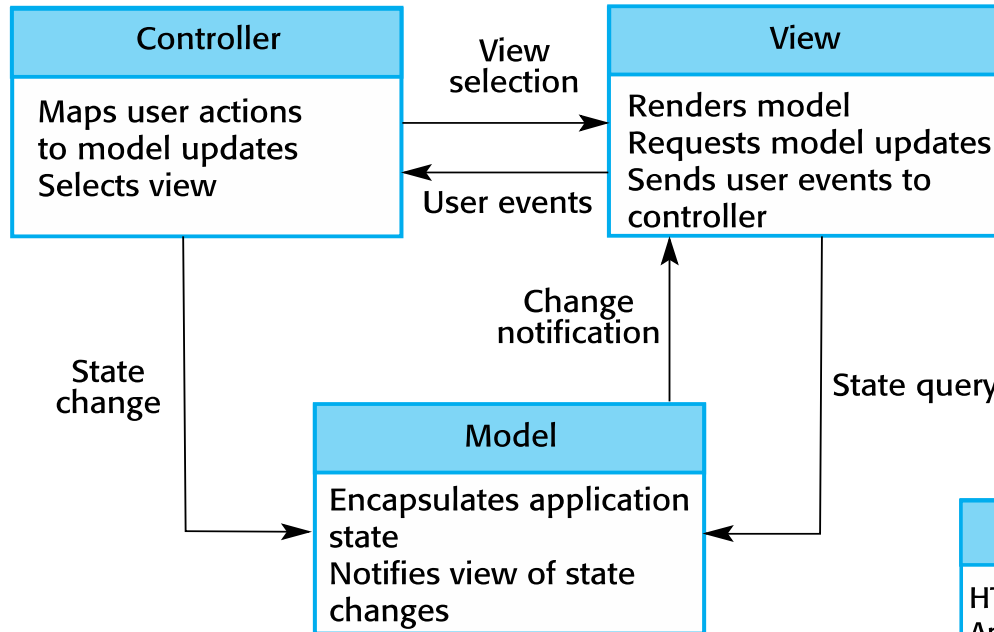 Controller
Maps user actions
to model updates
Selects view
View
selection
User events
View
Renders model
Requests model updates
Sends user events to
controller
Change
notification
State
change
State query
Model
Encapsulates application
state
Notifies view of state
changes